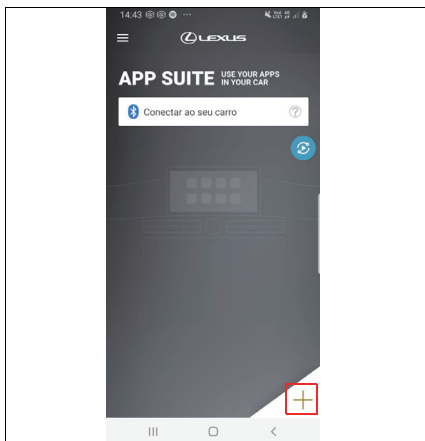 14:43
LEXUS
APP SUITE USE YOUR APPS
IN YOUR CAR
Conectar ao seu carro ?